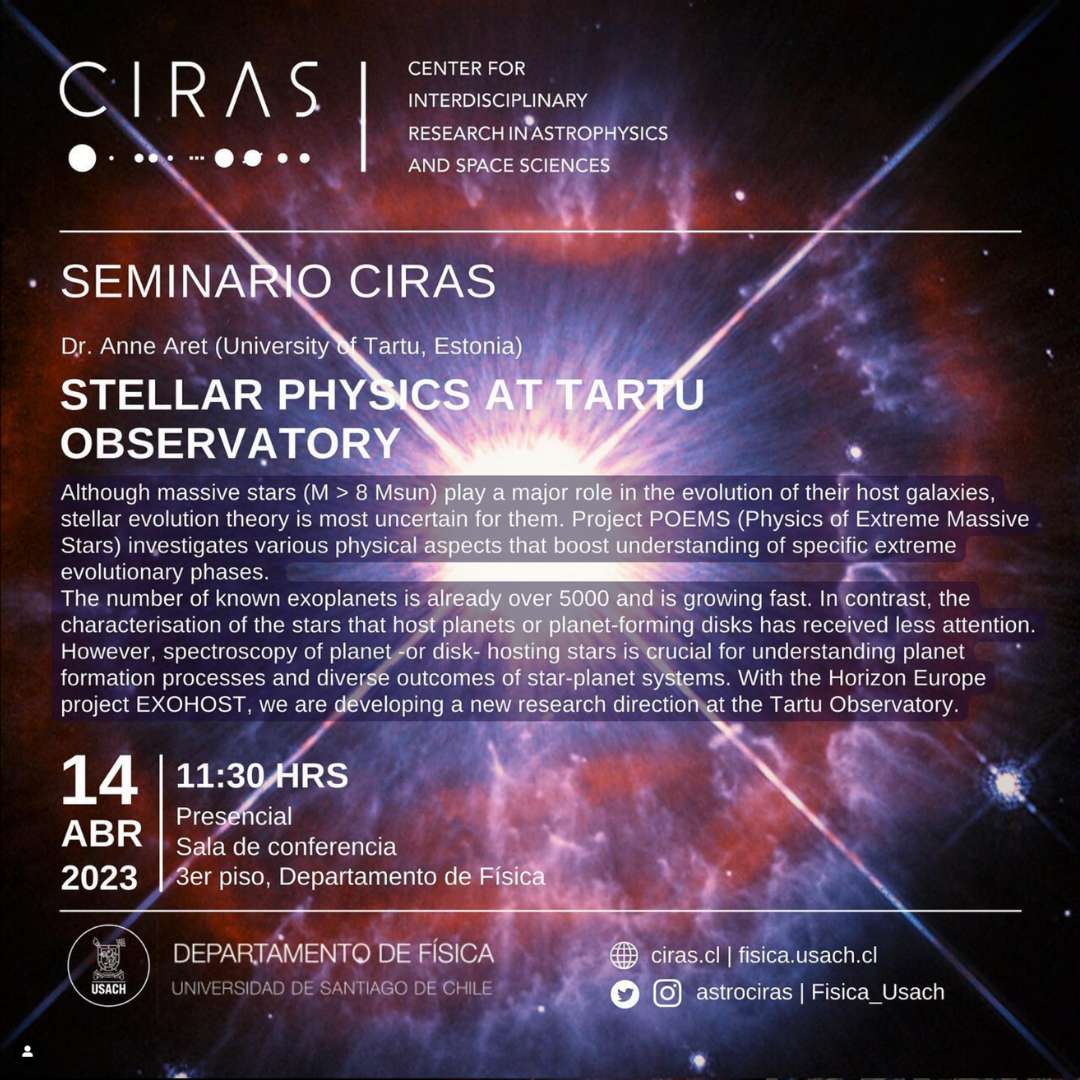 CIRAS
CENTER FOR
INTERDISCIPLINARY
RESEARCH IN ASTROPHYSICS
AND SPACE SCIENCES
SEMINARIO CIRAS
Dr. Anne Aret (University of Tartu, Estonia)
STELLAR PHYSICS AT TARTU
OBSERVATORY
Although massive stars (M > 8 Msun) play a major role in the evolution of their host galaxies,
stellar evolution theory is most uncertain for them. Project POEMS (Physics of Extreme Massive
Stars) investigates various physical aspects that boost understanding of specific extreme
evolutionary phases.
The number of known exoplanets is already over 5000 and is growing fast. In contrast, the
characterisation of the stars that host planets or planet-forming disks has received less attention.
However, spectroscopy of planet -or disk- hosting stars is crucial for understanding planet
formation processes and diverse outcomes of star-planet systems. With the Horizon Europe
project EXOHOST, we are developing a new research direction at the Tartu Observatory.
14
ABR
2023
11:30 HRS
Presencial
Sala de conferencia
3er piso, Departamento de Física
USACH
DEPARTAMENTO DE FÍSICA
UNIVERSIDAD DE SANTIAGO DE CHILE
ciras.cl | fisica.usach.cl
astrociras | Fisica_Usach